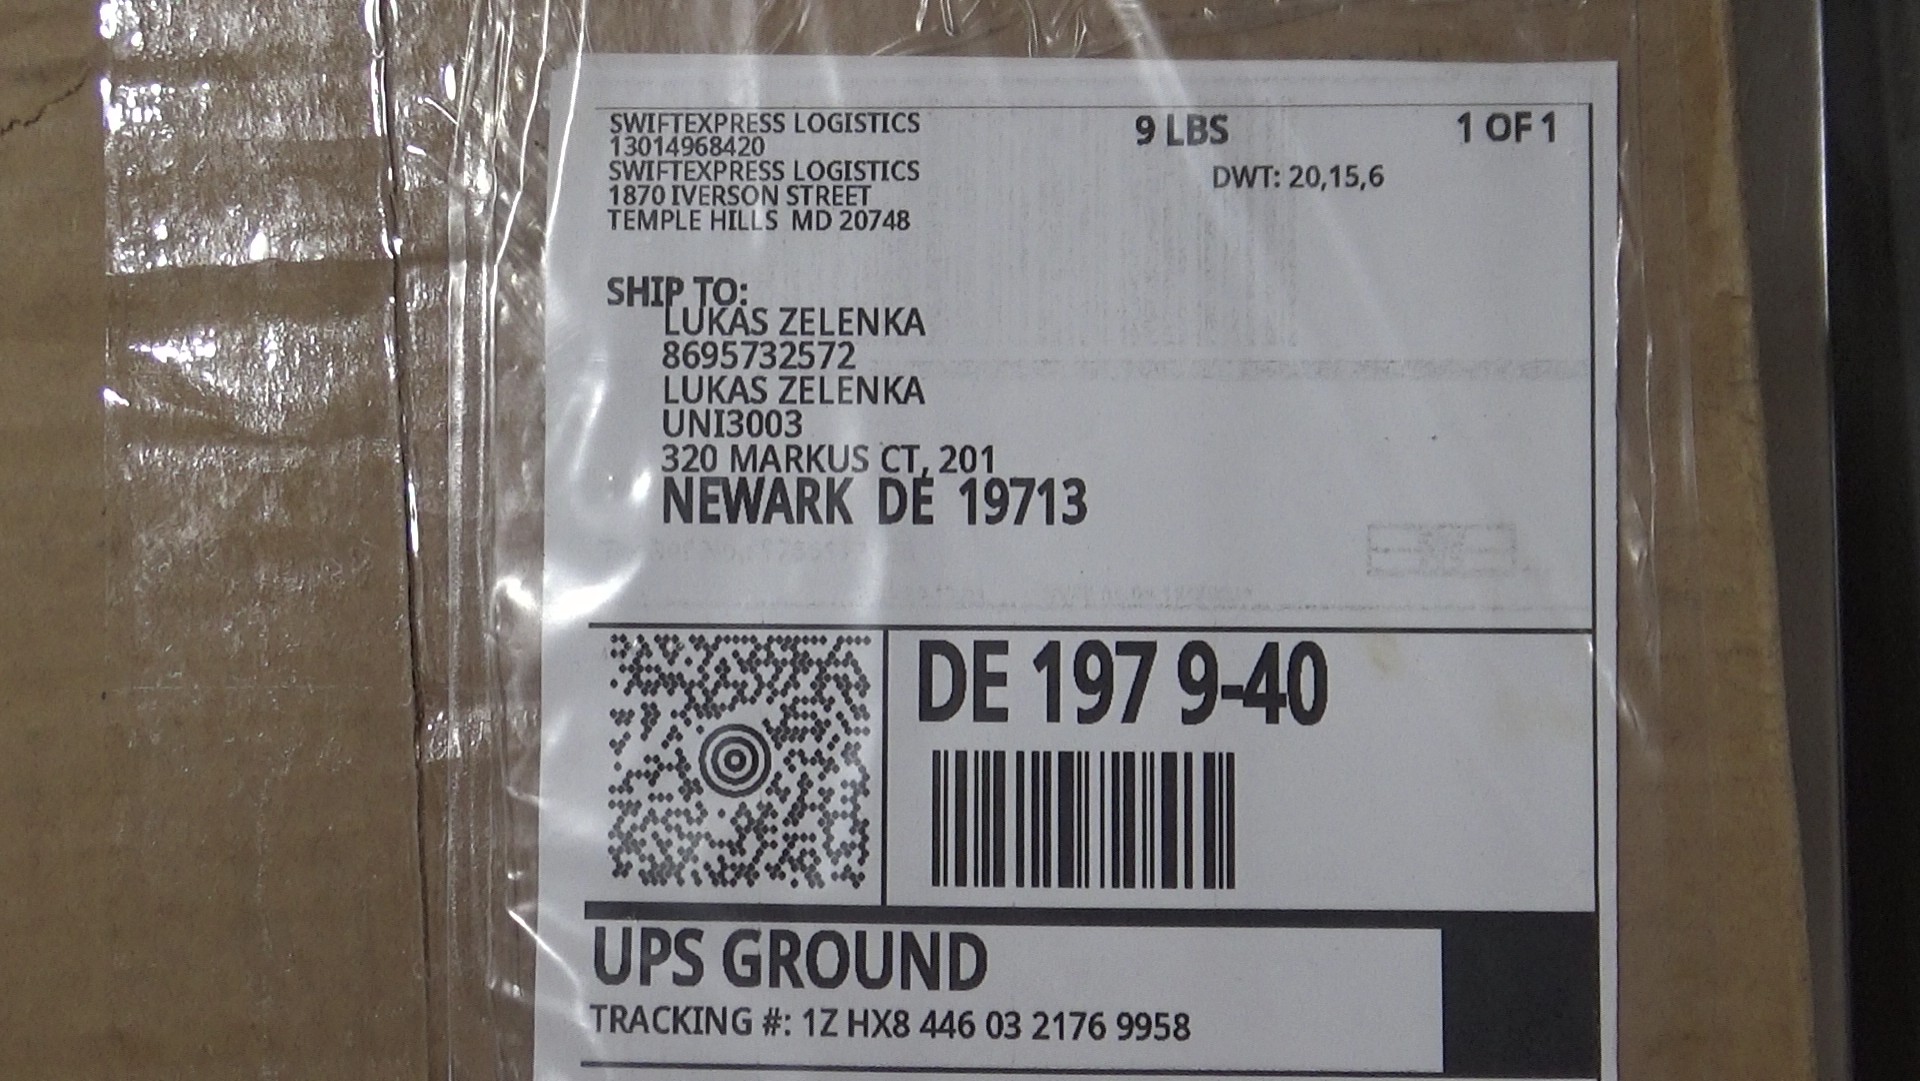 SWIFTEXPRESS LOGISTICS
13014968420
SWIFTEXPRESS LOGISTICS
1870 IVERSON STREET
TEMPLE HILLS MD 20748
9 LBS
1 OF 1
DWT: 20,15,6
SHIP TO:
LUKAS ZELENKA
8695732572
LUKAS ZELENKA
UNI3003
320 MARKUS CT, 201
NEWARK DE 19713
DE 197 9-40
UPS GROUND
TRACKING #: 1Z HX8 446 03 2176 9958